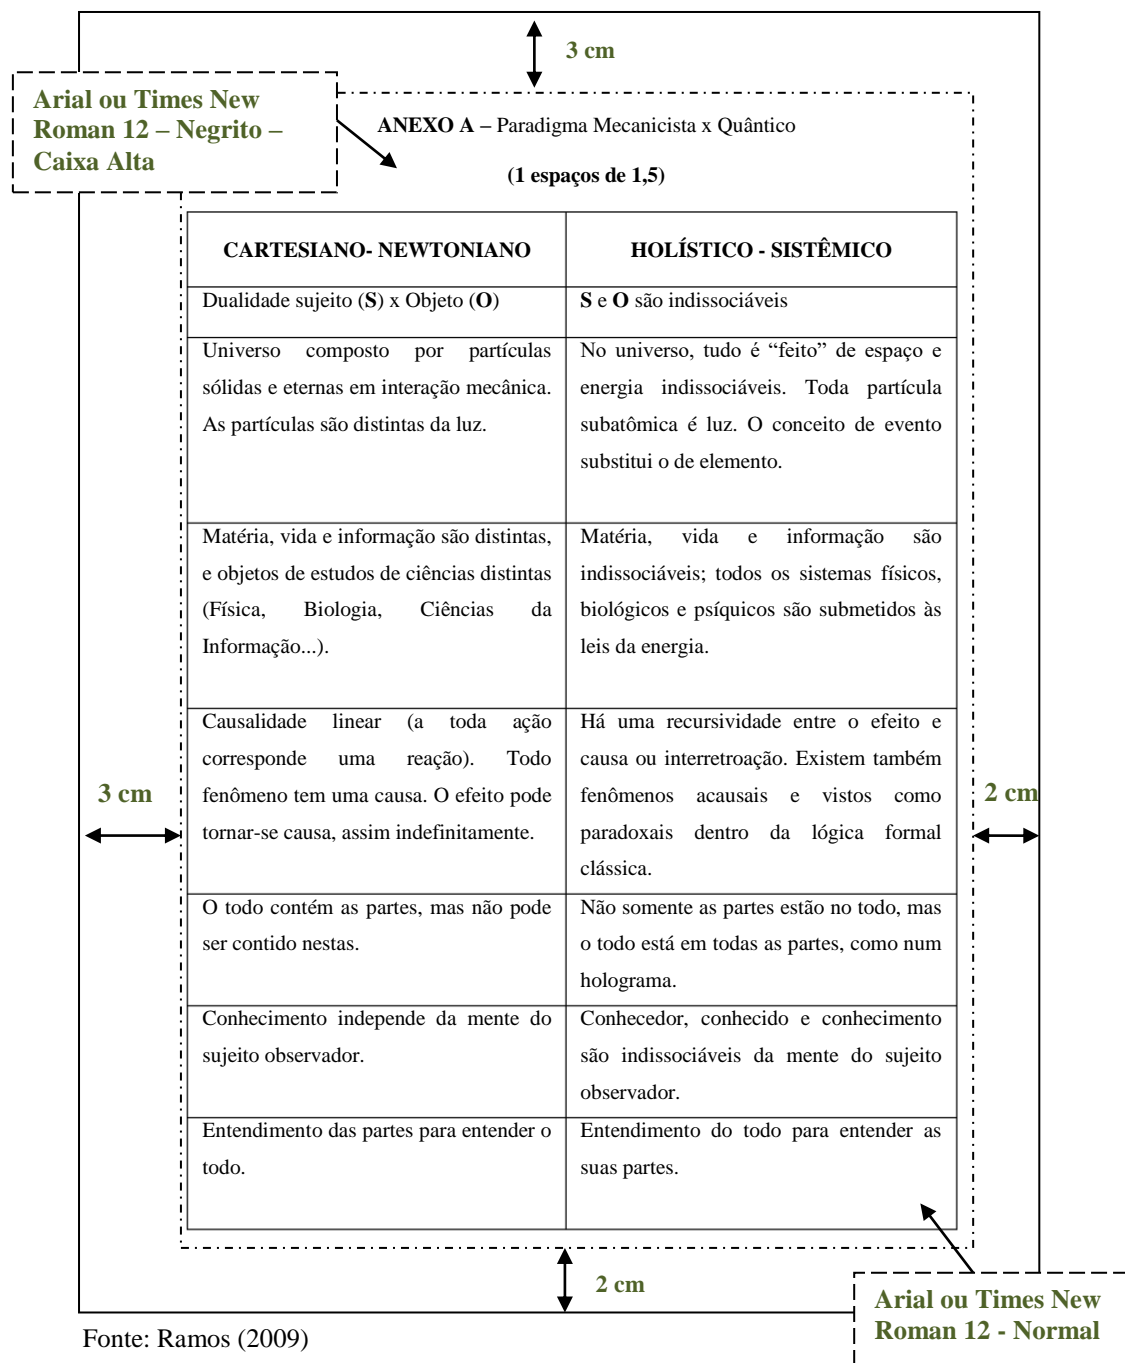 3 cm
Arial ou Times New
Roman 12 – Negrito –
Caixa Alta
ANEXO A – Paradigma Mecanicista x Quântico
(1 espaços de 1,5)
CARTESIANO- NEWTONIANO
HOLÍSTICO - SISTÊMICO
Dualidade sujeito (S) x Objeto (O)
S e O são indissociáveis
Universo composto por partículas
sólidas e eternas em interação mecânica.
As partículas são distintas da luz.
No universo, tudo é “feito” de espaço e
energia indissociáveis. Toda partícula
subatômica é luz. O conceito de evento
substitui o de elemento.
Matéria, vida e informação são distintas,
e objetos de estudos de ciências distintas
(Física, Biologia, Ciências da
Informação...).
Matéria, vida e informação são
indissociáveis; todos os sistemas físicos,
biológicos e psíquicos são submetidos às
leis da energia.
Causalidade linear (a toda ação
corresponde uma reação). Todo
fenômeno tem uma causa. O efeito pode
tornar-se causa, assim indefinitamente.
Há uma recursividade entre o efeito e
causa ou interretroação. Existem também
fenômenos acausais e vistos como
paradoxais dentro da lógica formal
clássica.
3 cm
2 cm
O todo contém as partes, mas não pode
ser contido nestas.
Não somente as partes estão no todo, mas
o todo está em todas as partes, como num
holograma.
Conhecimento independe da mente do
sujeito observador.
Conhecedor, conhecido e conhecimento
são indissociáveis da mente do sujeito
observador.
Entendimento das partes para entender o
todo.
Entendimento do todo para entender as
suas partes.
2 cm
Arial ou Times New
Roman 12 - Normal
Fonte: Ramos (2009)